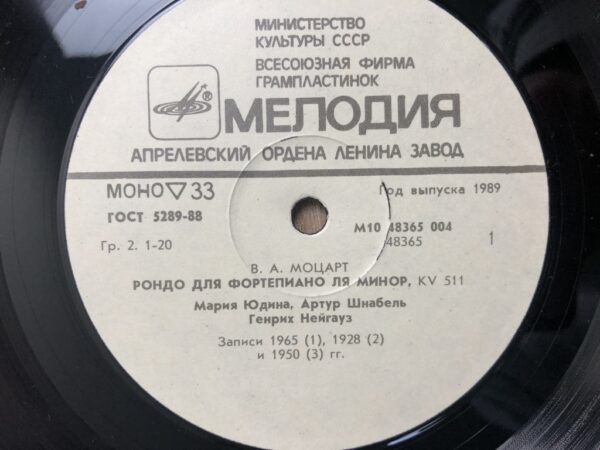 МИНИСТЕРСТВО
КУЛЬТУРЫ СССР
ВСЕСОЮЗНАЯ ФИРМА
ГРАМПЛАСТИНОК
®
МЕЛОДИЯ
АПРЕЛЕВСКИЙ ОРДЕНА ЛЕНИНА ЗАВОД
МОНО ▽ 33
Год выпуска 1989
ГОСТ 5289-88
М10 48365 004
Гр. 2. 1-20
48365
1
В. А. МОЦАРТ
РОНДО ДЛЯ ФОРТЕПИАНО ЛЯ МИНОР, KV 511
Мария Юдина, Артур Шнабель
Генрих Нейгауз
Записи 1965 (1), 1928 (2)
и 1950 (3) гг.